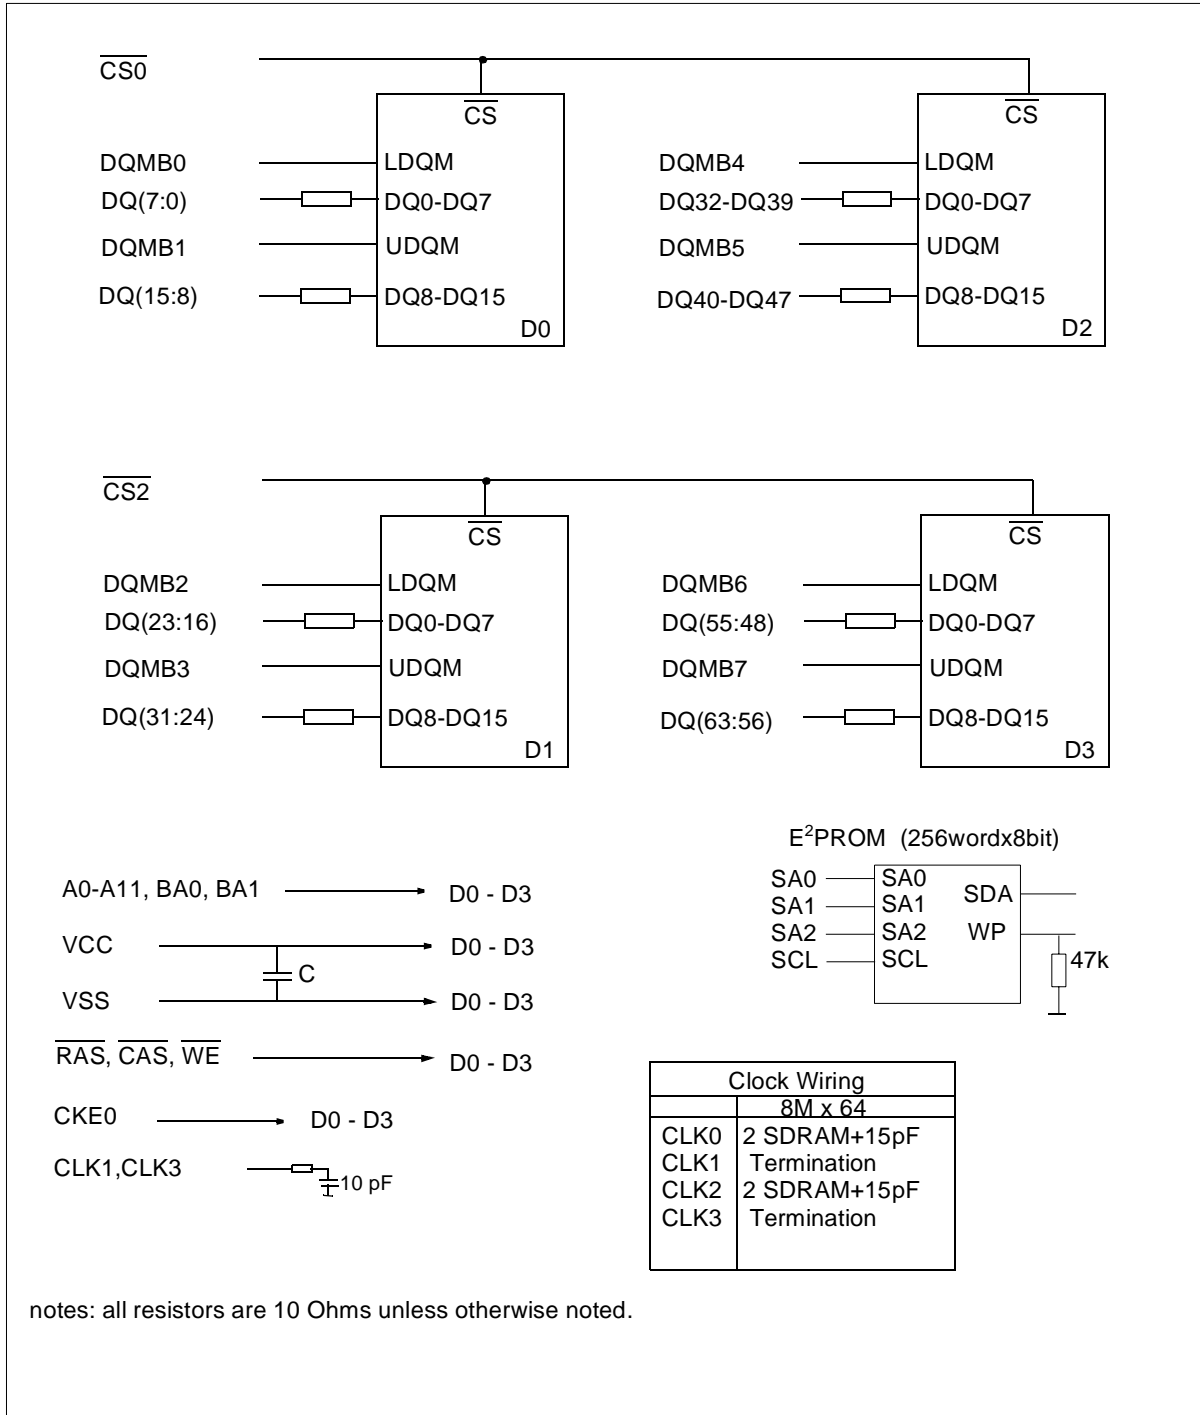 CS0
CS
CS
DQMB0
LDQM
DQMB4
LDQM
DQ(7:0)
DQ0-DQ7
DQ32-DQ39
DQ0-DQ7
DQMB1
UDQM
DQMB5
UDQM
DQ(15:8)
DQ8-DQ15
DQ40-DQ47
DQ8-DQ15
D0
D2
CS2
CS
CS
DQMB2
LDQM
DQMB6
LDQM
DQ(23:16)
DQ0-DQ7
DQ(55:48)
DQ0-DQ7
DQMB3
UDQM
DQMB7
UDQM
DQ(31:24)
DQ8-DQ15
DQ(63:56)
DQ8-DQ15
D1
D3
E²PROM (256wordx8bit)
SA0
SA0
SDA
SA1
SA1
SA2
SA2
WP
SCL
SCL
47k
A0-A11, BA0, BA1
D0 - D3
VCC
D0 - D3
C
VSS
D0 - D3
RAS, CAS, WE
D0 - D3
CKE0
D0 - D3
CLK1,CLK3
10 pF
Clock Wiring
8M x 64
CLK0 2 SDRAM+15pF
CLK1 Termination
CLK2 2 SDRAM+15pF
CLK3 Termination
notes: all resistors are 10 Ohms unless otherwise noted.